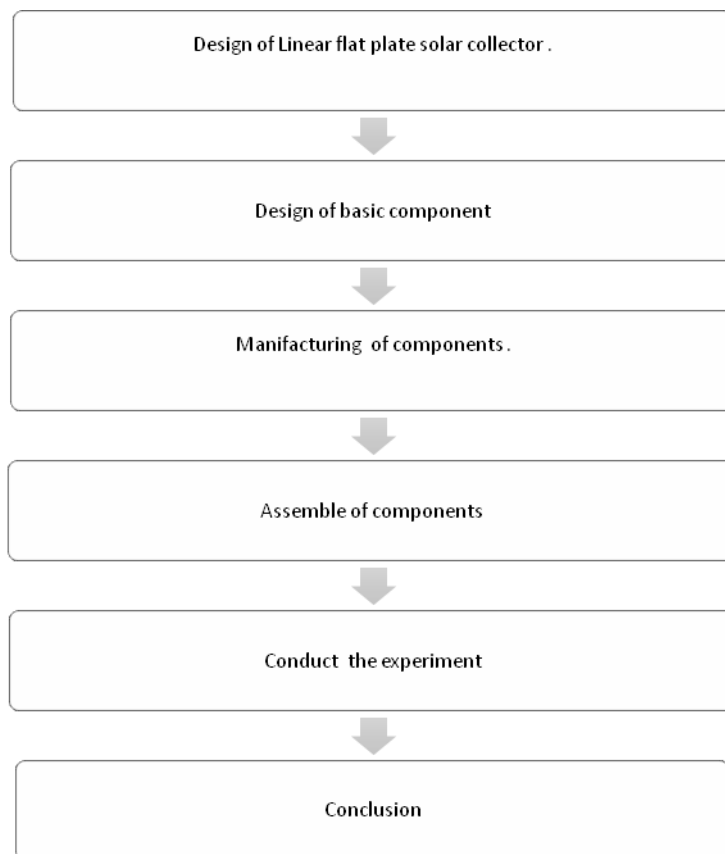 Design of Linear flat plate solar collector .
Design of basic component
Manifacturing of components .
Assemble of components
Conduct the experiment
Conclusion